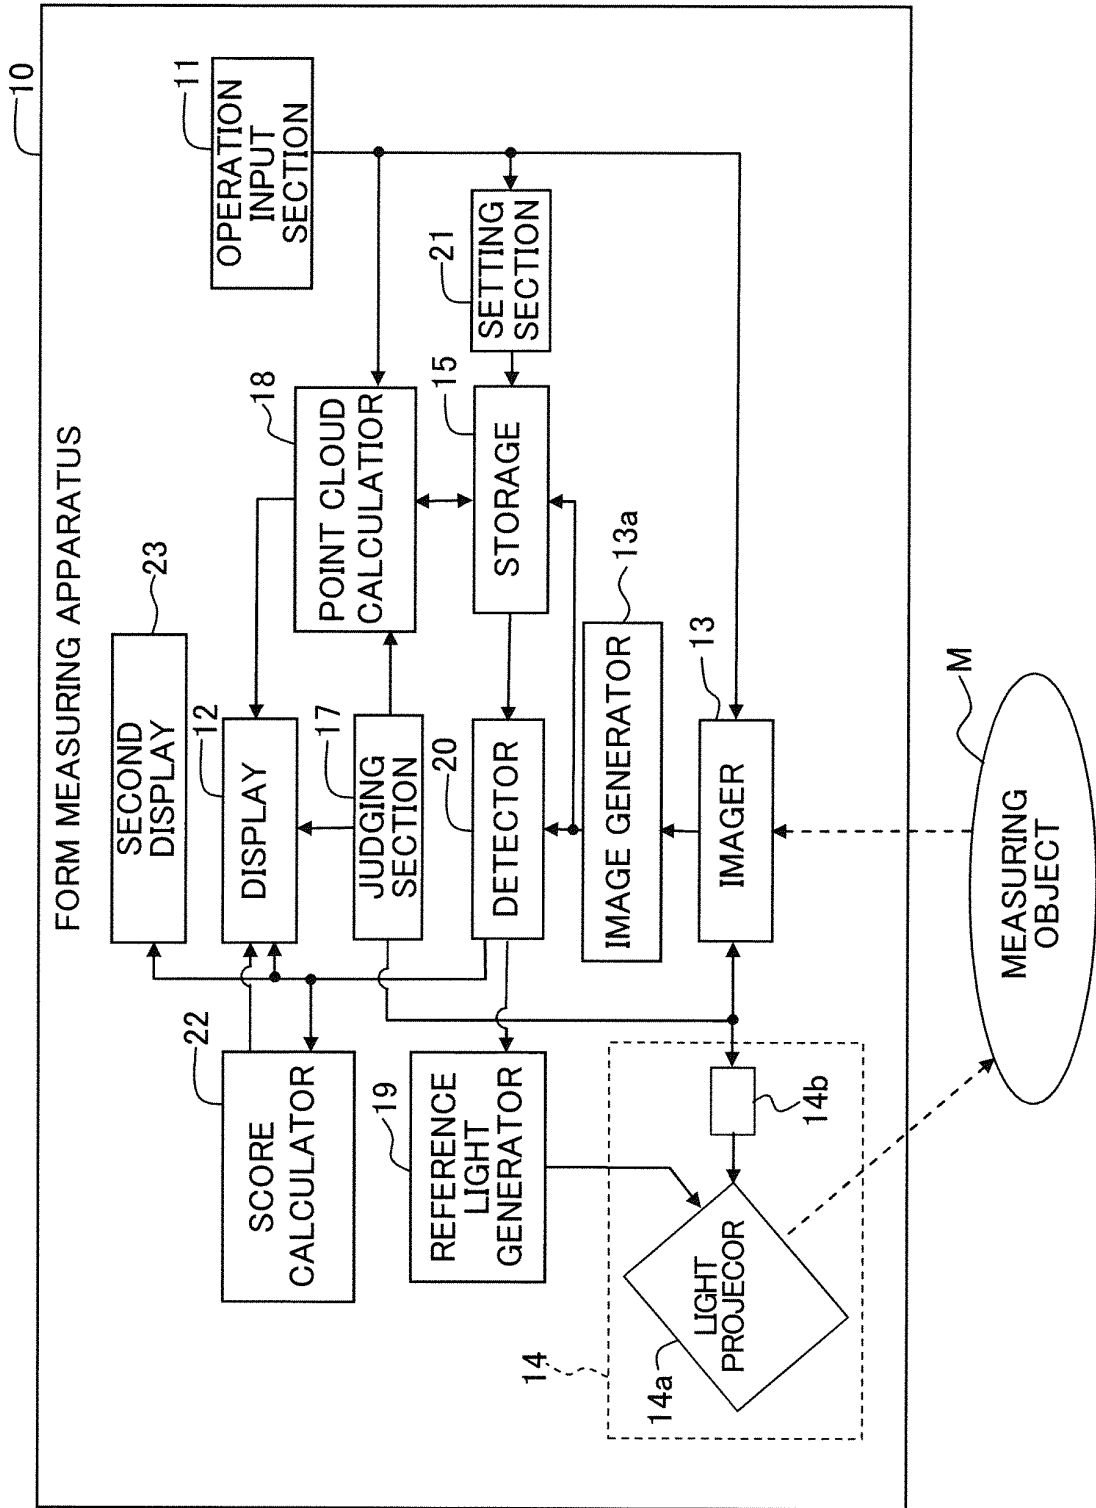 10
FORM MEASURING APPARATUS
SECOND
DISPLAY
23
11
OPERATION
INPUT
SECTION
22
SCORE
CALCULATOR
12
DISPLAY
18
POINT CLOUD
CALCULATIOR
17
JUDGING
SECTION
19
REFERENCE
LIGHT
GENERATOR
20
DETECTOR
15
STORAGE
21
SETTING
SECTION
13a
IMAGE GENERATOR
14
14a
LIGHT
PROJECOR
14b
13
IMAGER
M
MEASURING
OBJECT